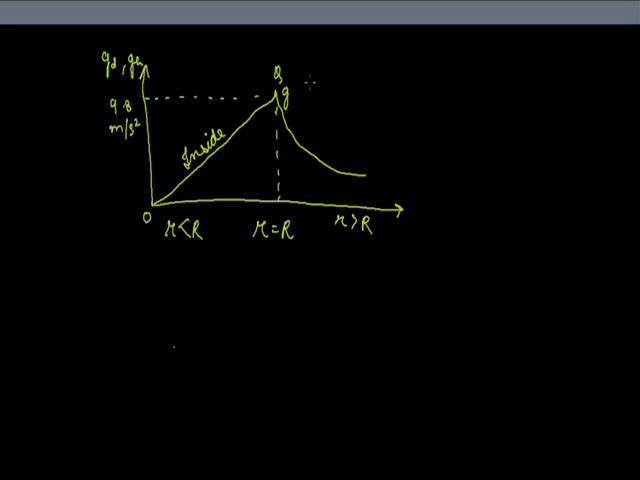 gd, gh
Q
g
9.8
m/s²
Inside
O
r<R
r=R
r>R